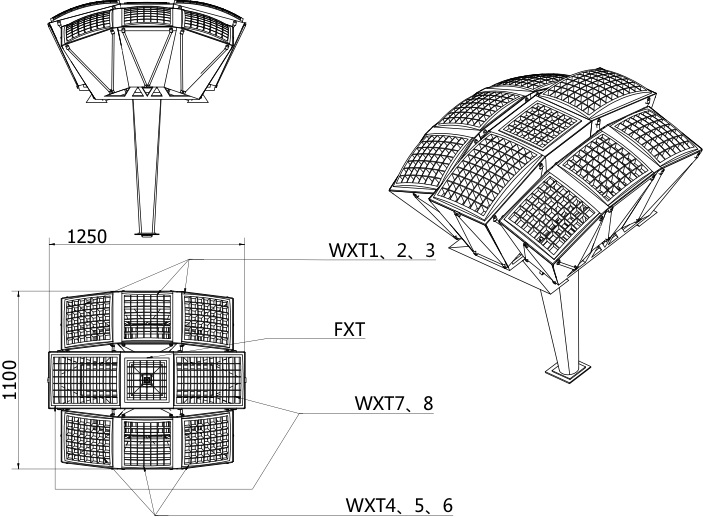 1250
WXT1、2、3
FXT
1100
WXT7、8
WXT4、5、6